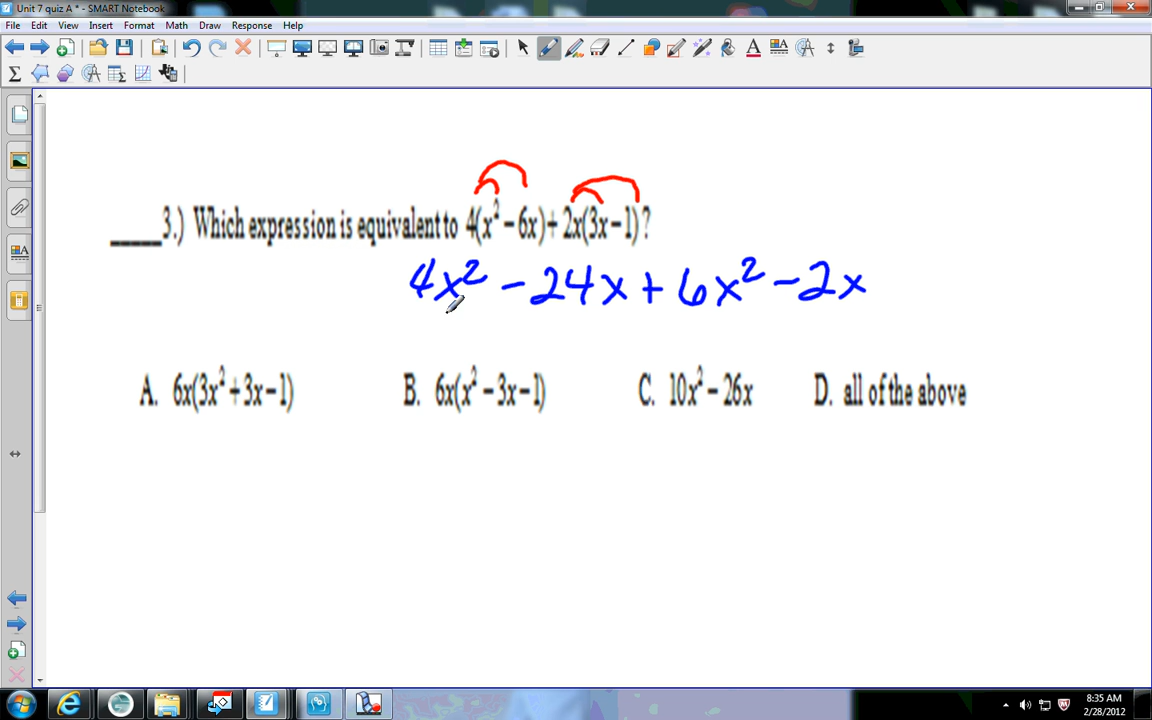 Unit 7 quiz A * - SMART Notebook
File Edit View Insert Format Math Draw Response Help
_____3.) Which expression is equivalent to 4(x² – 6x)+ 2x(3x –1)?
4x² – 24x + 6x² – 2x
A. 6x(3x² +3x –1) B. 6x(x² – 3x –1) C. 10x² – 26x D. all of the above
8:35 AM
2/28/2012